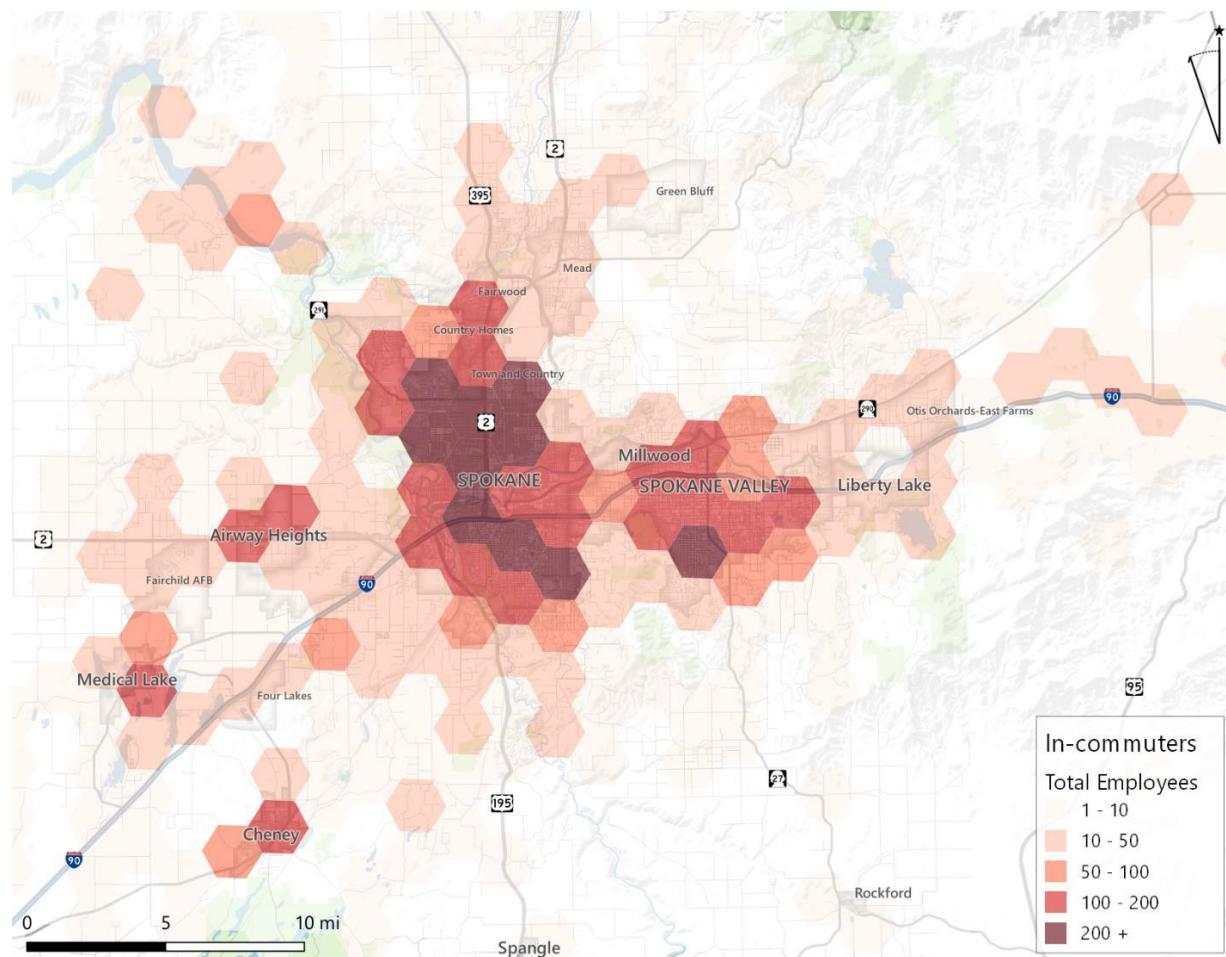 2
395
Green Bluff
Mead
Fairwood
291
Country Homes
Town and Country
90
290
Otis Orchards-East Farms
2
Millwood
SPOKANE
SPOKANE VALLEY
Liberty Lake
Airway Heights
2
Fairchild AFB
90
Medical Lake
Four Lakes
95
In-commuters
Total Employees
1 - 10
10 - 50
50 - 100
100 - 200
200 +
27
195
Cheney
90
Rockford
0 5 10 mi
Spangle